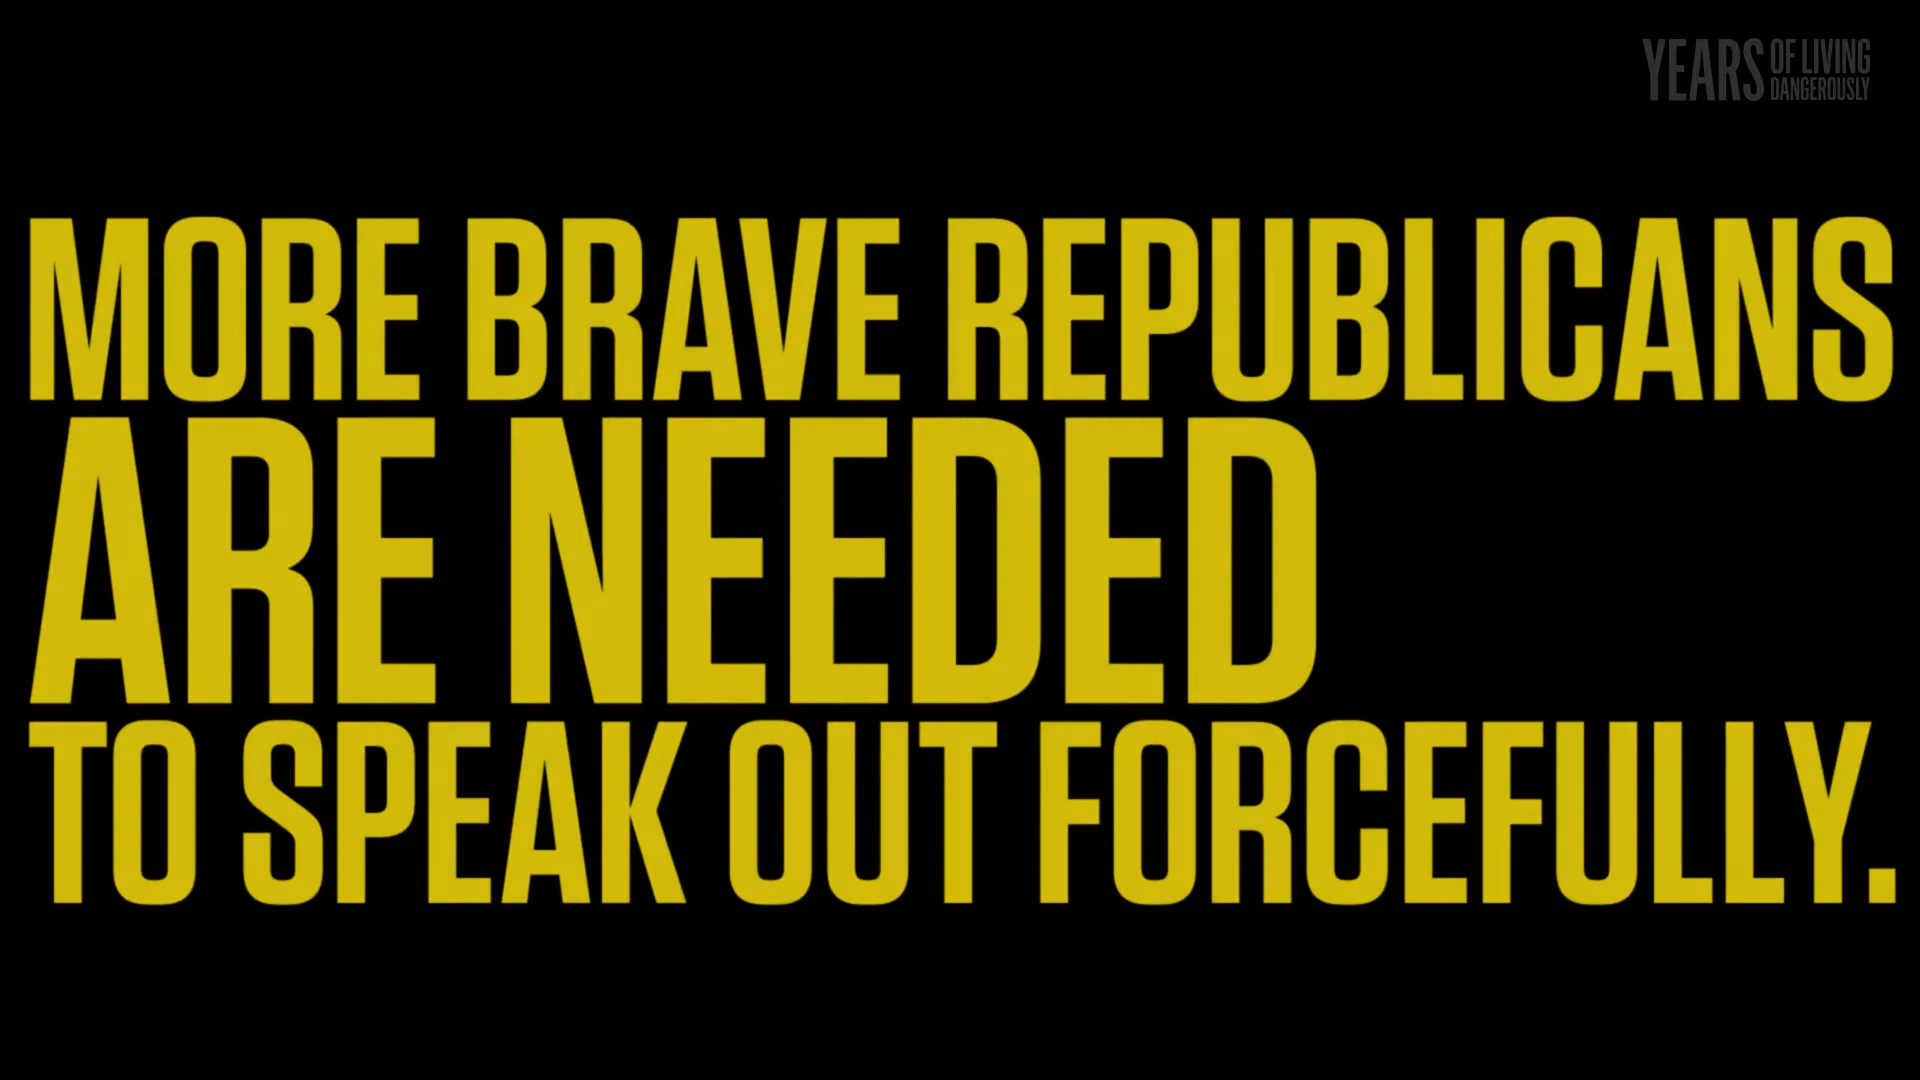 YEARS OF LIVING
DANGEROUSLY
MORE BRAVE REPUBLICANS
ARE NEEDED
TO SPEAK OUT FORCEFULLY.